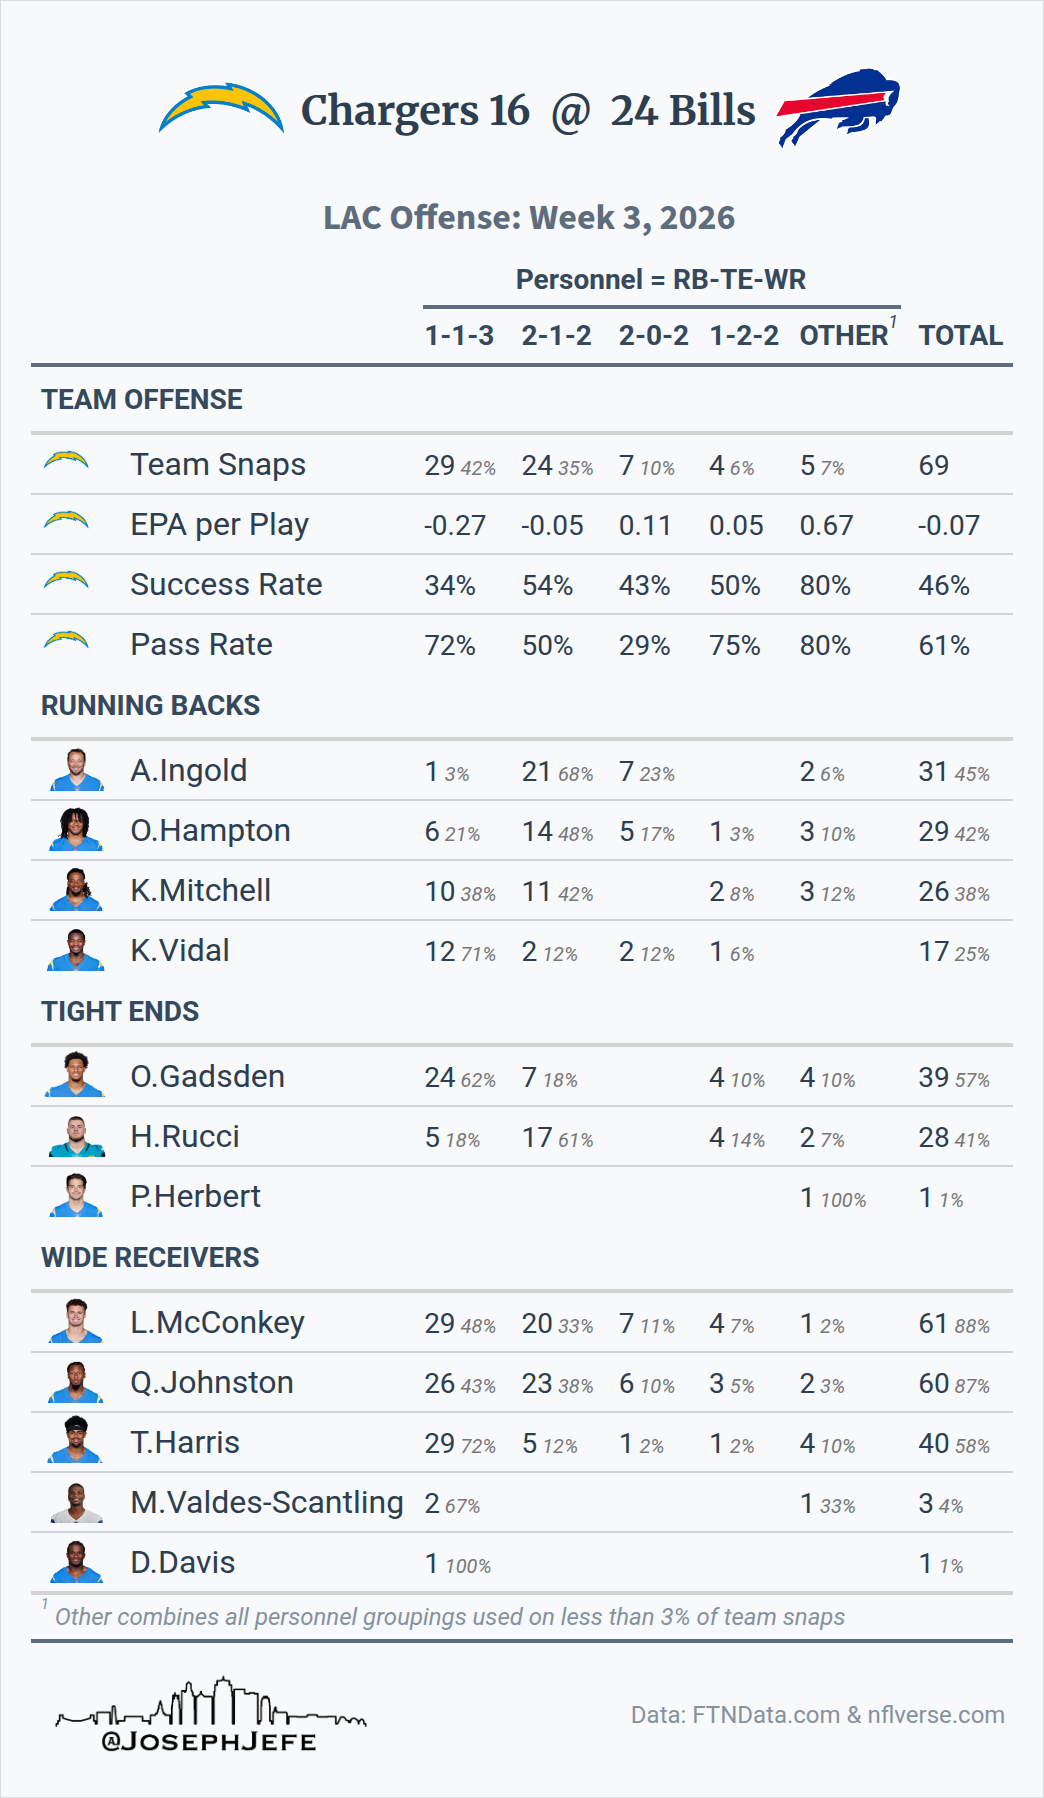 Chargers 16 @ 24 Bills
LAC Offense: Week 3, 2026
Personnel = RB-TE-WR
1-1-3 2-1-2 2-0-2 1-2-2 OTHER1 TOTAL
TEAM OFFENSE
Team Snaps 29 42% 24 35% 7 10% 4 6% 5 7% 69
EPA per Play -0.27 -0.05 0.11 0.05 0.67 -0.07
Success Rate 34% 54% 43% 50% 80% 46%
Pass Rate 72% 50% 29% 75% 80% 61%
RUNNING BACKS
A.Ingold 1 3% 21 68% 7 23% 2 6% 31 45%
O.Hampton 6 21% 14 48% 5 17% 1 3% 3 10% 29 42%
K.Mitchell 10 38% 11 42% 2 8% 3 12% 26 38%
K.Vidal 12 71% 2 12% 2 12% 1 6% 17 25%
TIGHT ENDS
O.Gadsden 24 62% 7 18% 4 10% 4 10% 39 57%
H.Rucci 5 18% 17 61% 4 14% 2 7% 28 41%
P.Herbert 1 100% 1 1%
WIDE RECEIVERS
L.McConkey 29 48% 20 33% 7 11% 4 7% 1 2% 61 88%
Q.Johnston 26 43% 23 38% 6 10% 3 5% 2 3% 60 87%
T.Harris 29 72% 5 12% 1 2% 1 2% 4 10% 40 58%
M.Valdes-Scantling 2 67% 1 33% 3 4%
D.Davis 1 100% 1 1%
1 Other combines all personnel groupings used on less than 3% of team snaps
@JosephJefe
Data: FTNData.com & nflverse.com